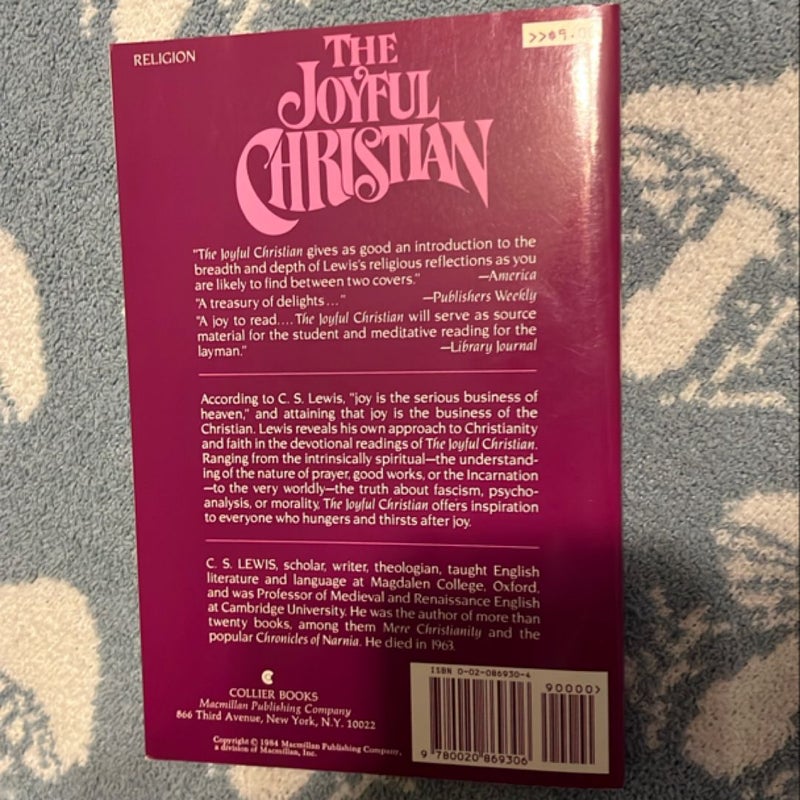 RELIGION
>>$9.
THE
JOYFUL
CHRISTIAN
"The Joyful Christian gives as good an introduction to the
breadth and depth of Lewis's religious reflections as you
are likely to find between two covers." —America
"A treasury of delights..." —Publishers Weekly
"A joy to read.... The Joyful Christian will serve as source
material for the student and meditative reading for the
layman." —Library Journal
According to C. S. Lewis, "joy is the serious business of
heaven," and attaining that joy is the business of the
Christian. Lewis reveals his own approach to Christianity
and faith in the devotional readings of The Joyful Christian.
Ranging from the intrinsically spiritual—the understand-
ing of the nature of prayer, good works, or the Incarnation
—to the very worldly—the truth about fascism, psycho-
analysis, or morality, The Joyful Christian offers inspiration
to everyone who hungers and thirsts after joy.
C. S. LEWIS, scholar, writer, theologian, taught English
literature and language at Magdalen College, Oxford,
and was Professor of Medieval and Renaissance English
at Cambridge University. He was the author of more than
twenty books, among them Mere Christianity and the
popular Chronicles of Narnia. He died in 1963.
COLLIER BOOKS
Macmillan Publishing Company
866 Third Avenue, New York, N.Y. 10022
Copyright © 1984 Macmillan Publishing Company,
a division of Macmillan, Inc.
ISBN 0-02-086930-4
90000>
9 780020 869306